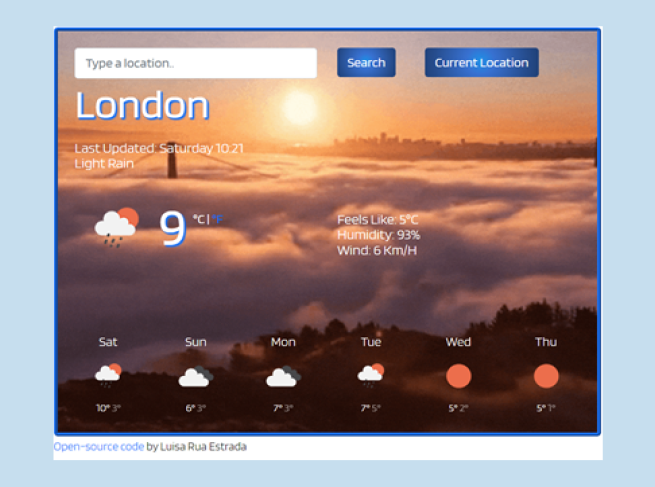 Type a location..
Search
Current Location
London
Last Updated: Saturday 10:21
Light Rain
9 °C | °F
Feels Like: 5°C
Humidity: 93%
Wind: 6 Km/H
Sat Sun Mon Tue Wed Thu
10° 3° 6° 3° 7° 3° 7° 5° 5° 2° 5° 1°
Open-source code by Luisa Rua Estrada